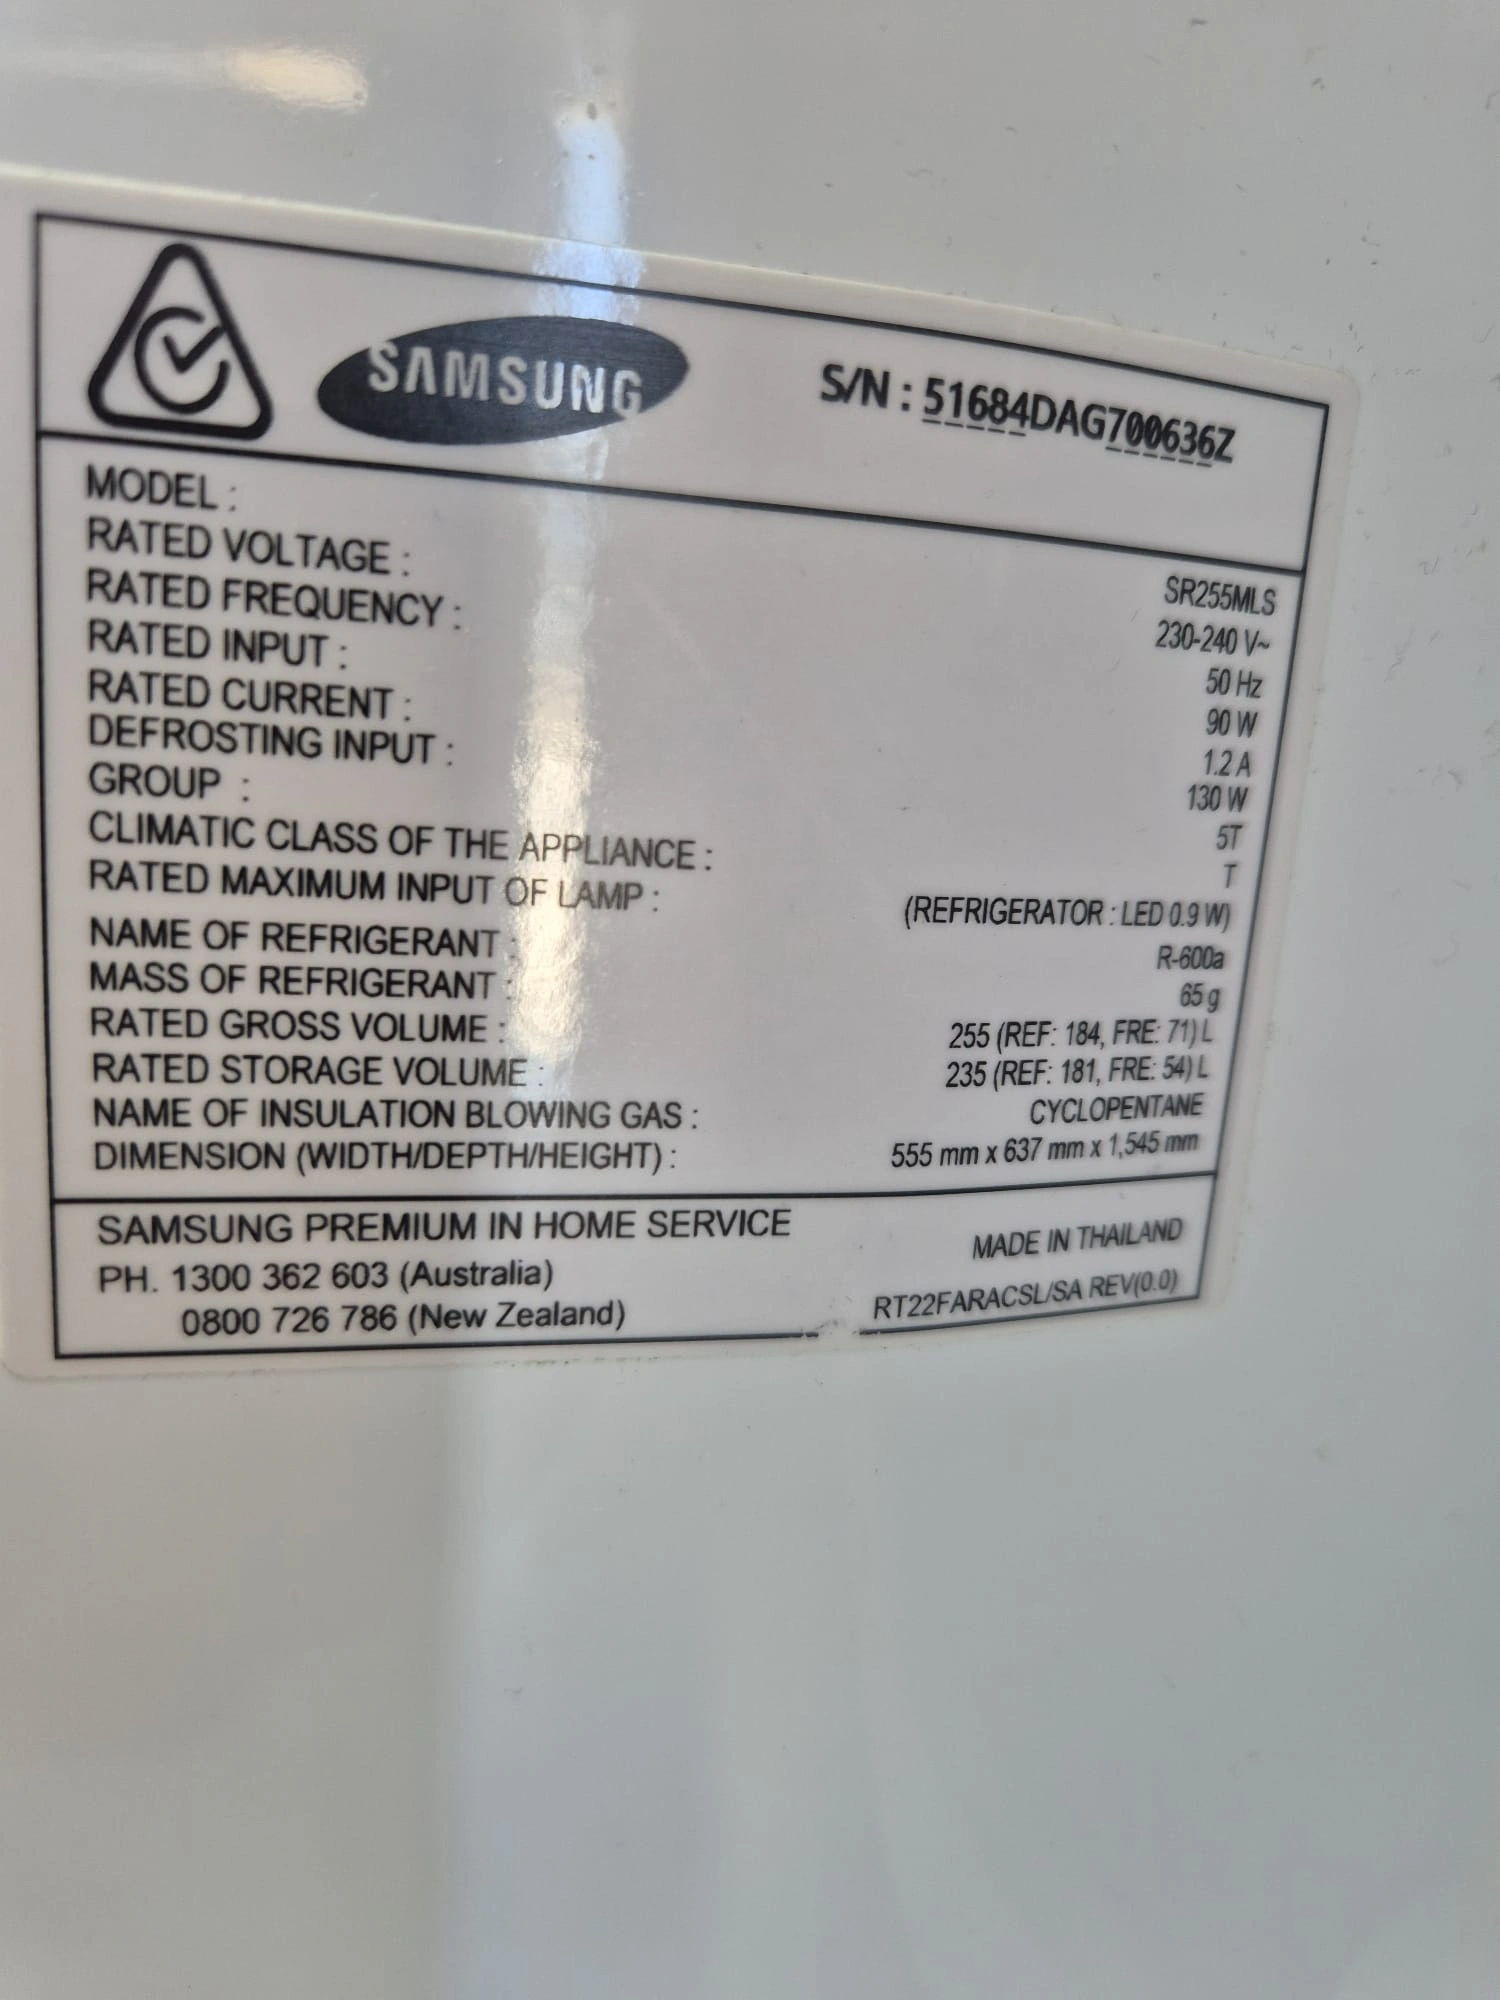 SAMSUNG S/N : 51684DAG700636Z
MODEL : SR255MLS
RATED VOLTAGE : 230-240 V~
RATED FREQUENCY : 50 Hz
RATED INPUT : 90 W
RATED CURRENT : 1.2 A
DEFROSTING INPUT : 130 W
GROUP : 5T
CLIMATIC CLASS OF THE APPLIANCE : T
RATED MAXIMUM INPUT OF LAMP : (REFRIGERATOR : LED 0.9 W)
NAME OF REFRIGERANT : R-600a
MASS OF REFRIGERANT : 65 g
RATED GROSS VOLUME : 255 (REF: 184, FRE: 71) L
RATED STORAGE VOLUME : 235 (REF: 181, FRE: 54) L
NAME OF INSULATION BLOWING GAS : CYCLOPENTANE
DIMENSION (WIDTH/DEPTH/HEIGHT) : 555 mm x 637 mm x 1,545 mm
SAMSUNG PREMIUM IN HOME SERVICE
PH. 1300 362 603 (Australia)
0800 726 786 (New Zealand)
MADE IN THAILAND
RT22FARACSL/SA REV(0.0)